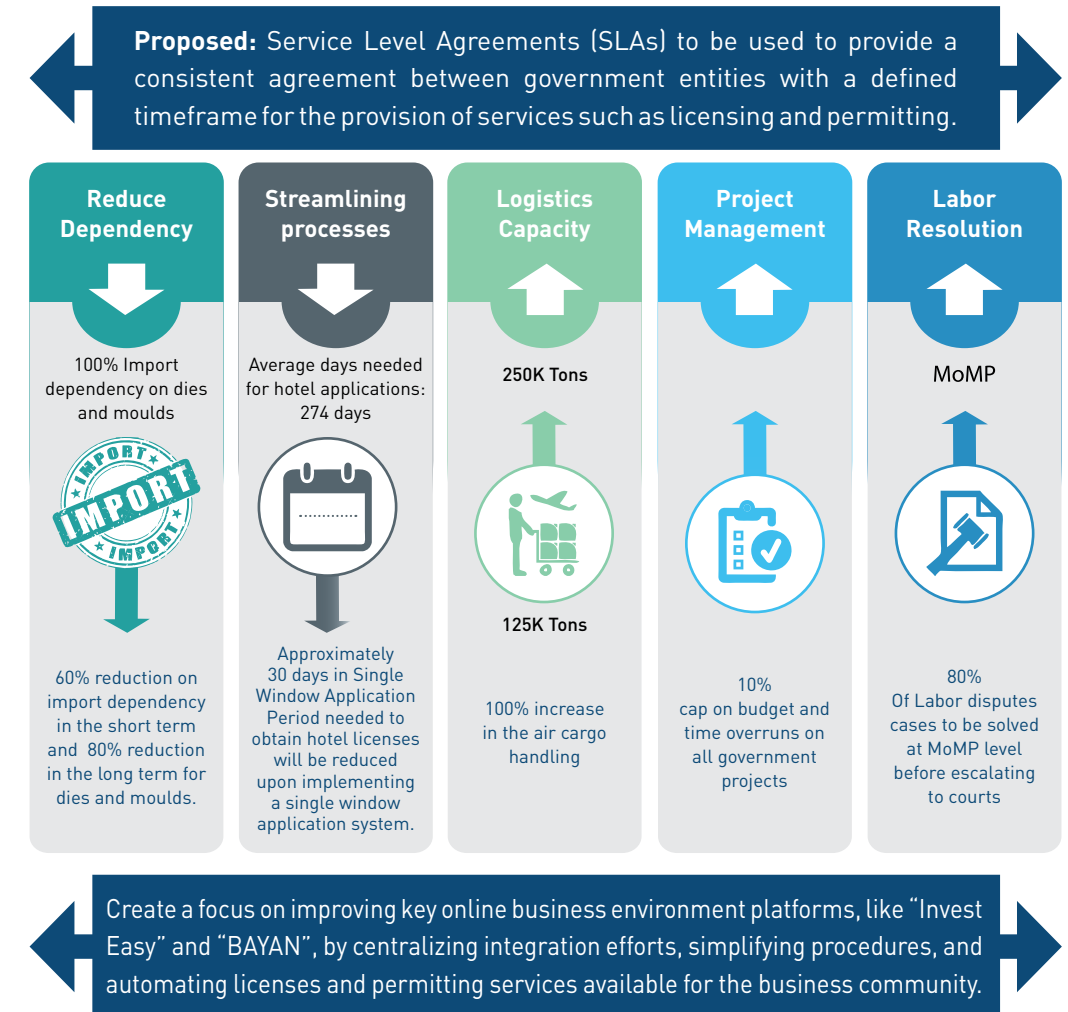 Proposed: Service Level Agreements (SLAs) to be used to provide a
consistent agreement between government entities with a defined
timeframe for the provision of services such as licensing and permitting.
Reduce
Dependency
100% Import
dependency on dies
and moulds
IMPORT
IMPORT
IMPORT
60% reduction on
import dependency
in the short term
and 80% reduction
in the long term for
dies and moulds.
Streamlining
processes
Average days needed
for hotel applications:
274 days
Approximately
30 days in Single
Window Application
Period needed to
obtain hotel licenses
will be reduced
upon implementing
a single window
application system.
Logistics
Capacity
250K Tons
125K Tons
100% increase
in the air cargo
handling
Project
Management
10%
cap on budget and
time overruns on
all government
projects
Labor
Resolution
MoMP
80%
Of Labor disputes
cases to be solved
at MoMP level
before escalating
to courts
Create a focus on improving key online business environment platforms, like “Invest
Easy” and “BAYAN”, by centralizing integration efforts, simplifying procedures, and
automating licenses and permitting services available for the business community.